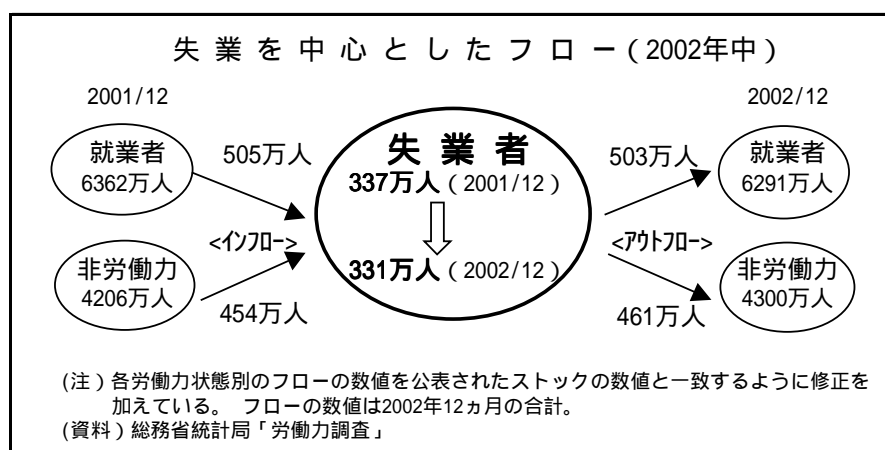 失業を中心としたフロー(2002年中)
2001/12
2002/12
就業者
6362万人
505万人
失業者
337万人(2001/12)
503万人
就業者
6291万人
<インフロー>
<アウトフロー>
非労働力
4206万人
454万人
331万人(2002/12)
461万人
非労働力
4300万人
(注)各労働力状態別のフローの数値を公表されたストックの数値と一致するように修正を
加えている。 フローの数値は2002年12ヵ月の合計。
(資料)総務省統計局「労働力調査」